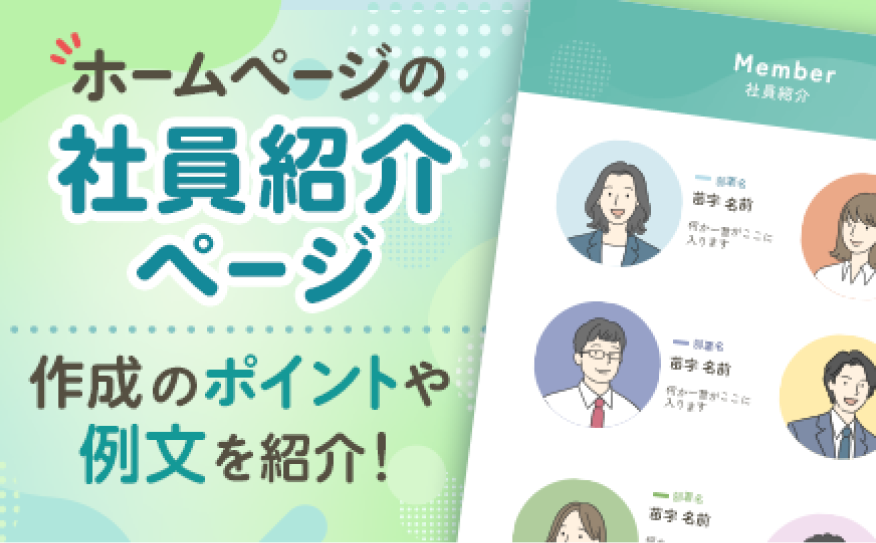 ホームページの
社員紹介
ページ
作成のポイントや
例文を紹介！
Member
社員紹介
部署名
苗字 名前
何か一言がここに
入ります
部署名
苗字 名前
何か一言がここに
入ります
部署名
苗字 名前